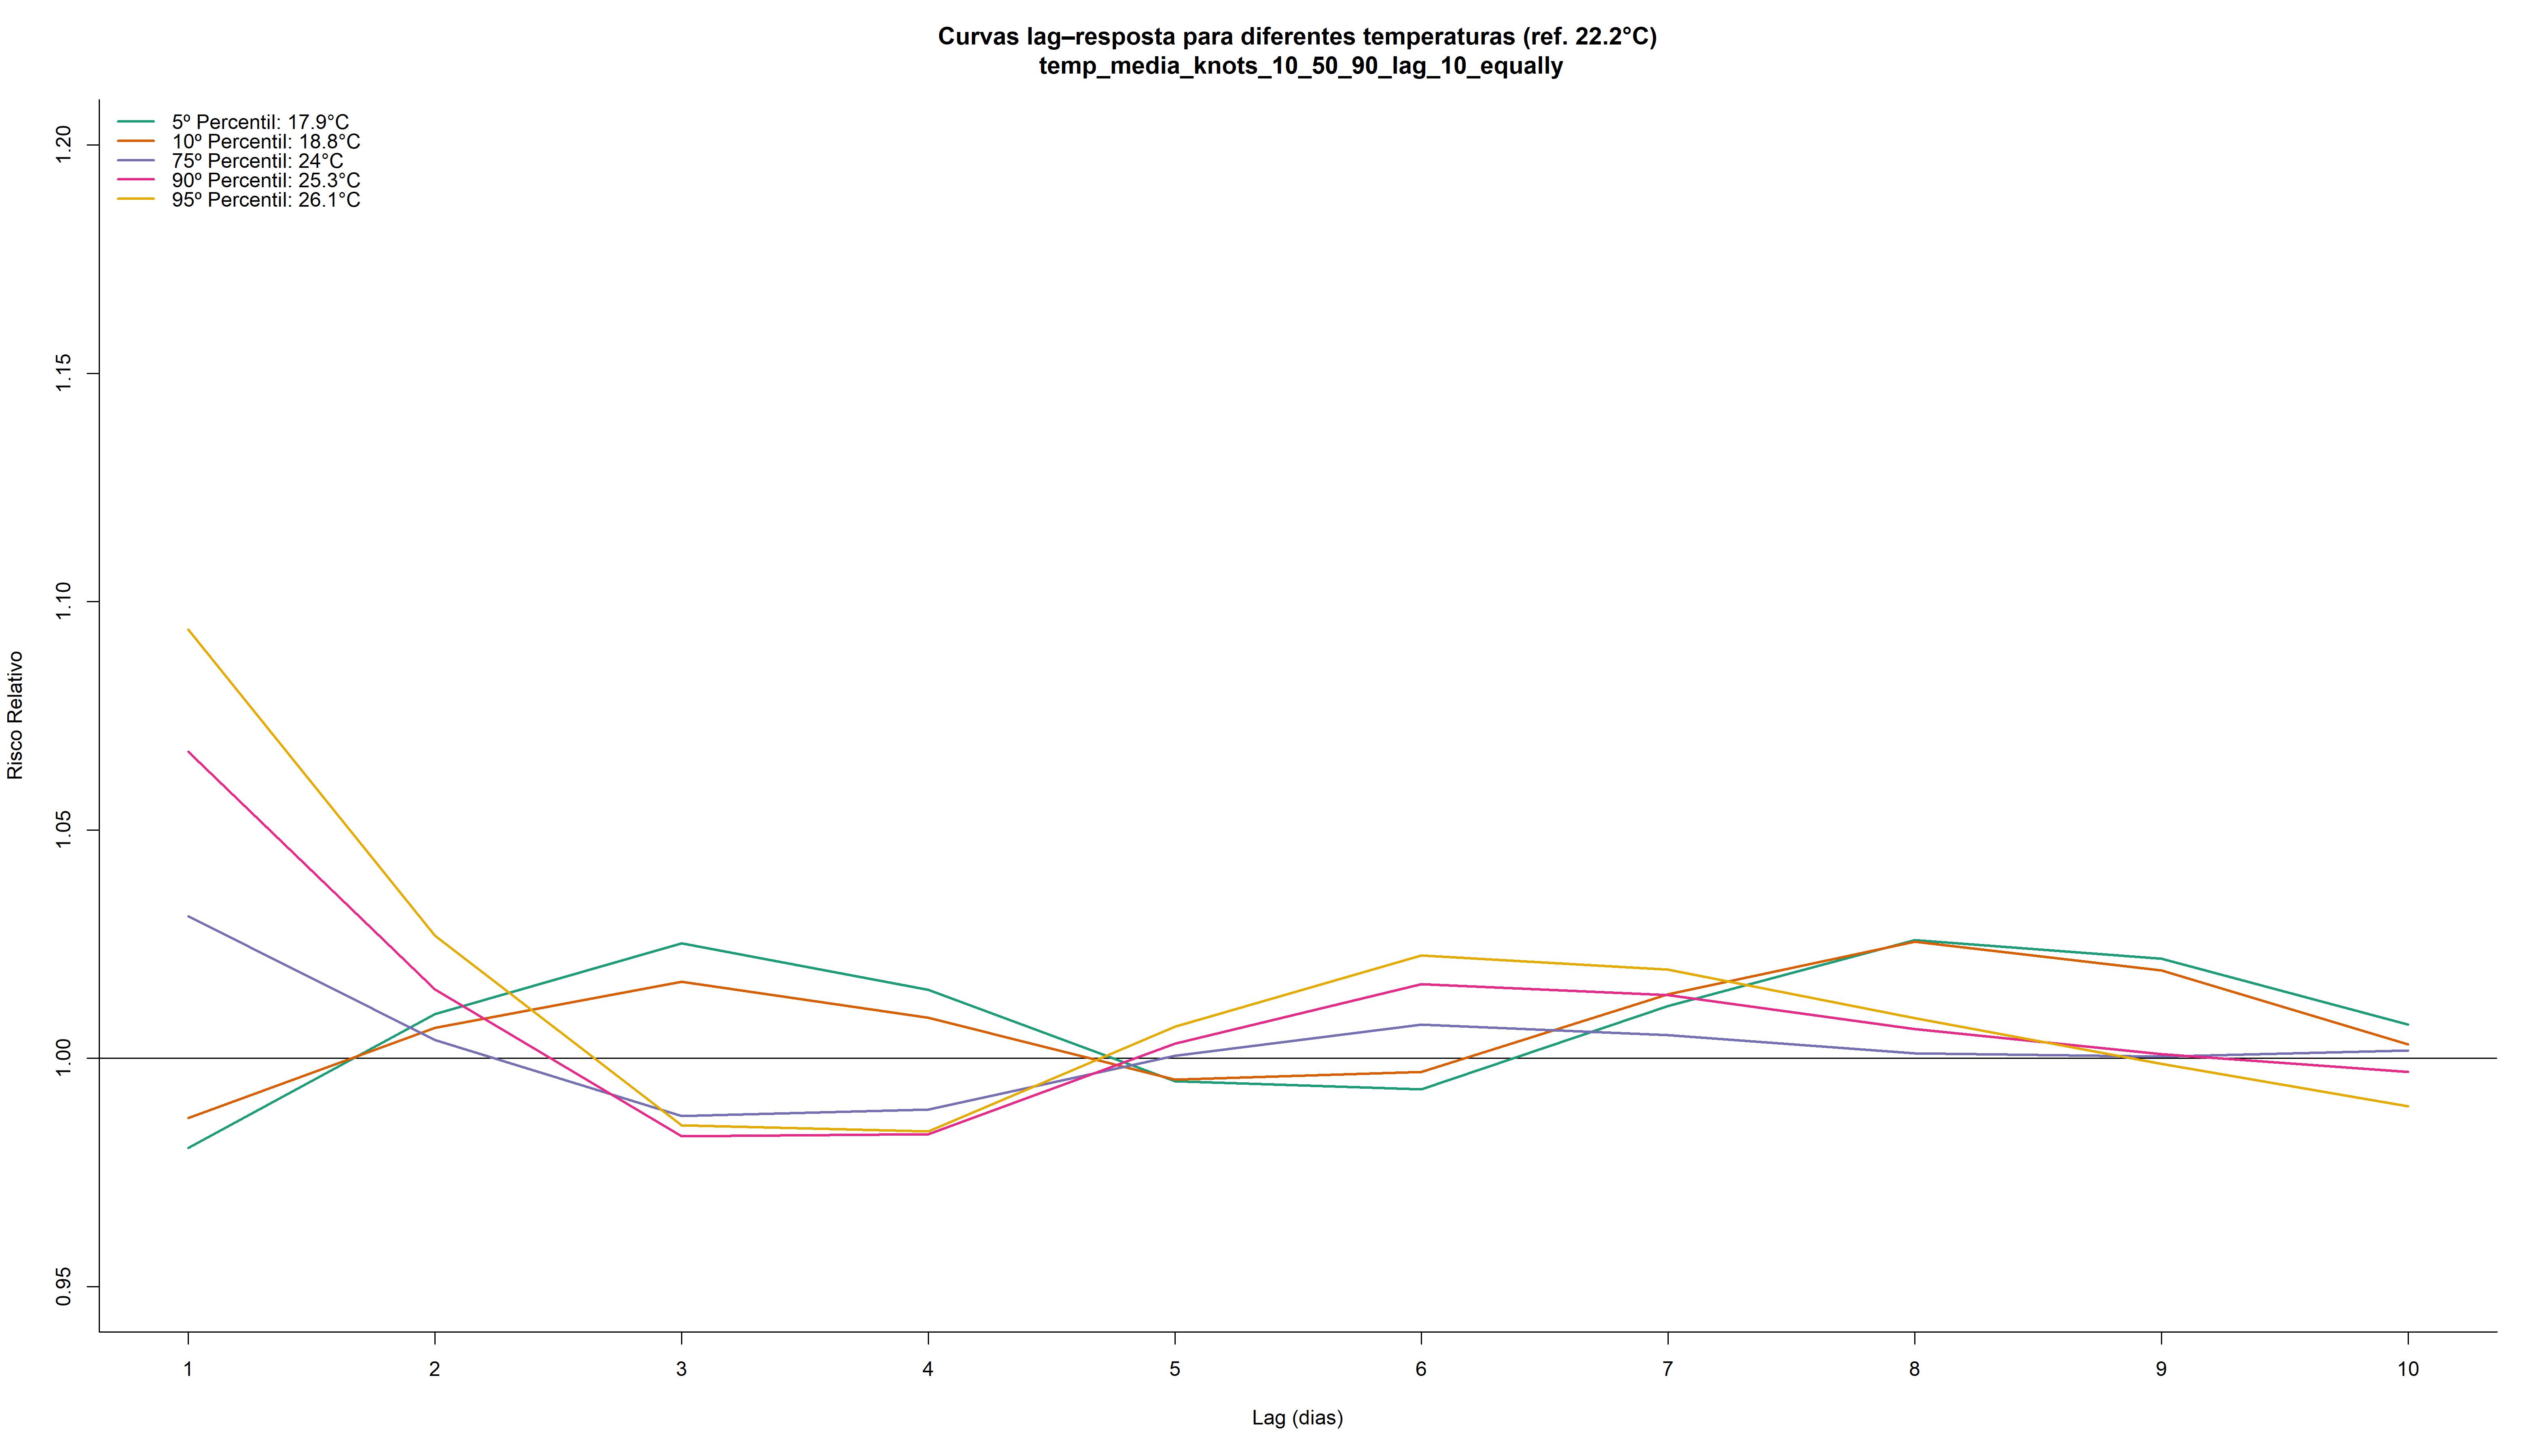 Curvas lag–resposta para diferentes temperaturas (ref. 22.2°C)
temp_media_knots_10_50_90_lag_10_equally
5º Percentil: 17.9°C
10º Percentil: 18.8°C
75º Percentil: 24°C
90º Percentil: 25.3°C
95º Percentil: 26.1°C
1.20
1.15
1.10
1.05
1.00
0.95
Risco Relativo
1 2 3 4 5 6 7 8 9 10
Lag (dias)